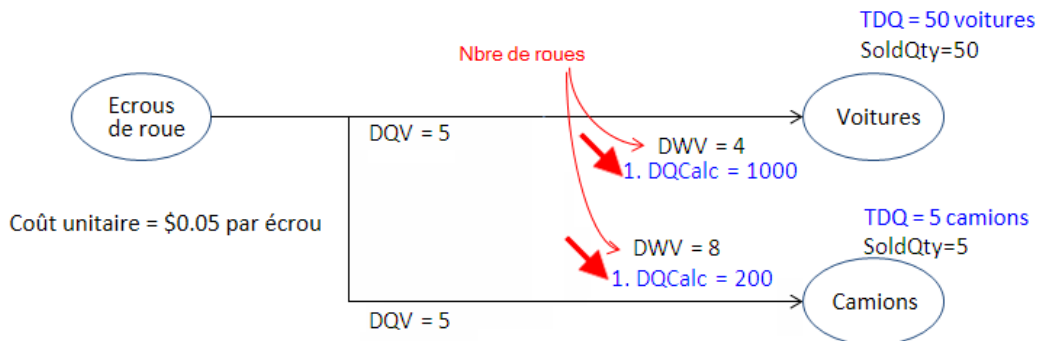 TDQ = 50 voitures
SoldQty=50
Nbre de roues
Ecrous
de roue
Voitures
DQV = 5
DWV = 4
1. DQCalc = 1000
Coût unitaire = $0.05 par écrou
TDQ = 5 camions
SoldQty=5
DWV = 8
1. DQCalc = 200
Camions
DQV = 5